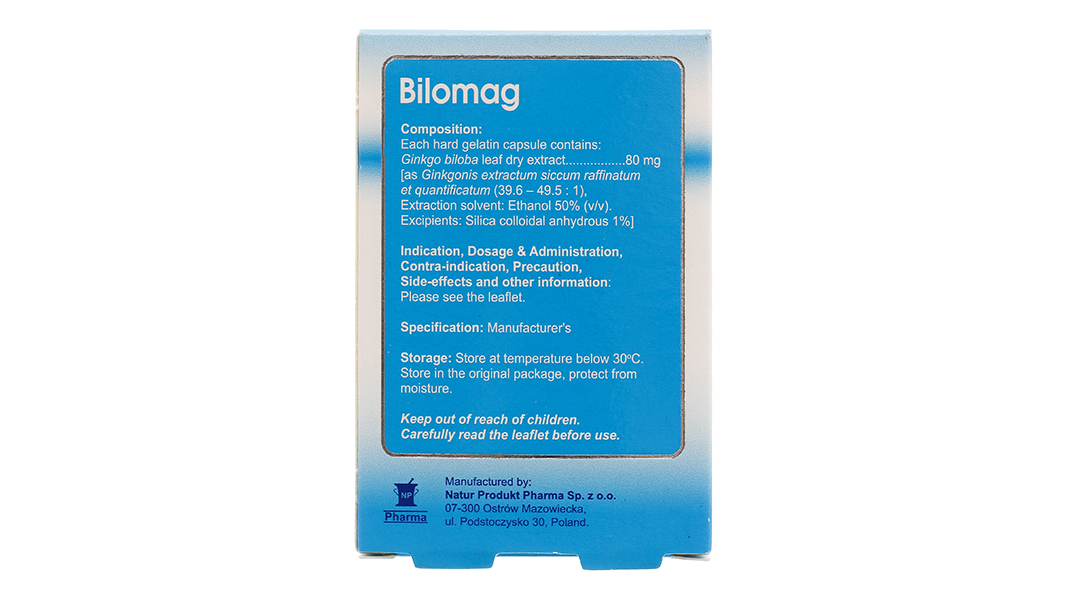 Bilomag
Composition:
Each hard gelatin capsule contains:
Ginkgo biloba leaf dry extract.................80 mg
[as Ginkgonis extractum siccum raffinatum
et quantificatum (39.6 – 49.5 : 1),
Extraction solvent: Ethanol 50% (v/v).
Excipients: Silica colloidal anhydrous 1%]
Indication, Dosage & Administration,
Contra-indication, Precaution,
Side-effects and other information:
Please see the leaflet.
Specification: Manufacturer's
Storage: Store at temperature below 30°C.
Store in the original package, protect from
moisture.
Keep out of reach of children.
Carefully read the leaflet before use.
NP
Pharma
Manufactured by:
Natur Produkt Pharma Sp. z o.o.
07-300 Ostrów Mazowiecka,
ul. Podstoczysko 30, Poland.